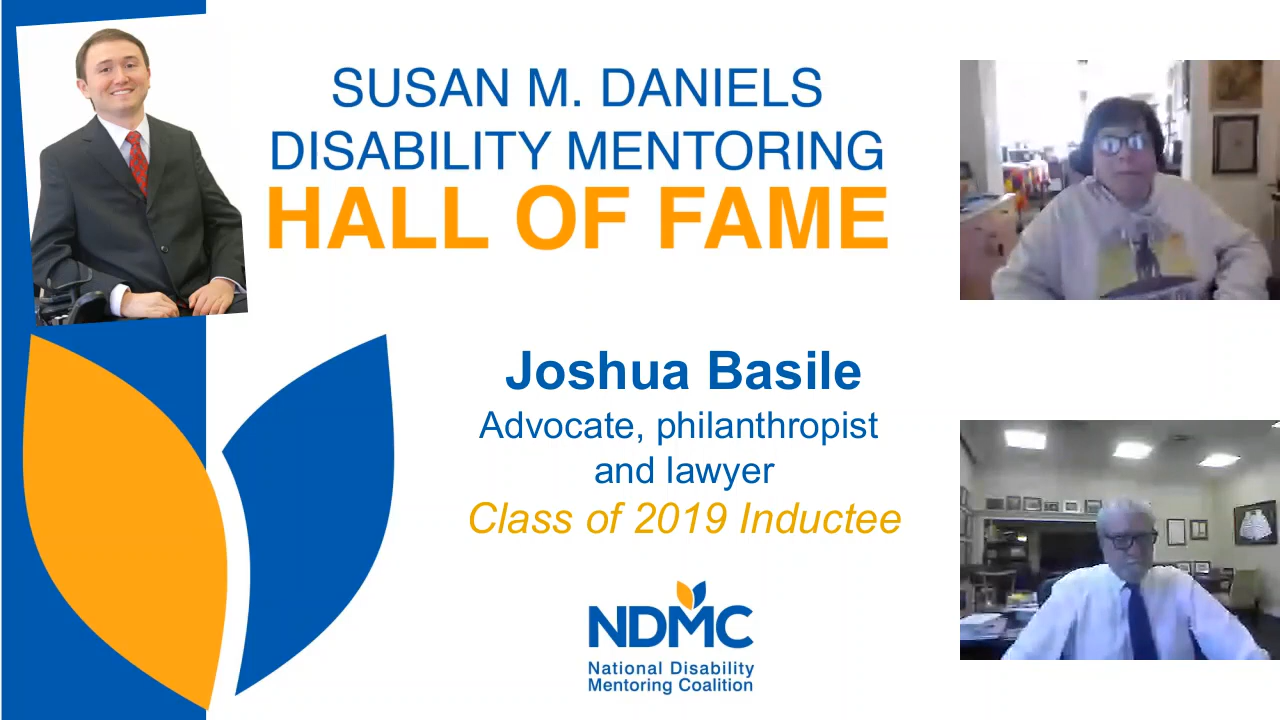 SUSAN M. DANIELS
DISABILITY MENTORING
HALL OF FAME
Joshua Basile
Advocate, philanthropist
and lawyer
Class of 2019 Inductee
NDMC
National Disability
Mentoring Coalition